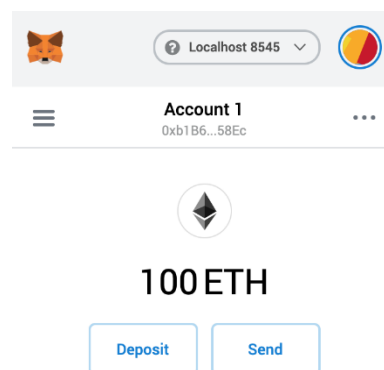 Localhost 8545
Account 1
0xb1B6...58Ec
100 ETH
Deposit
Send